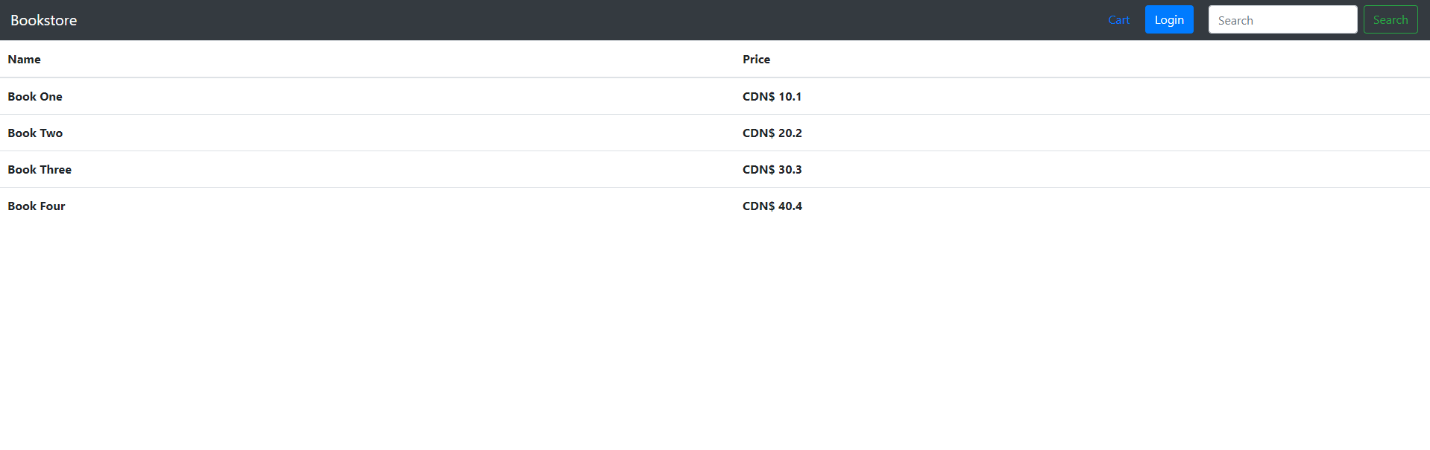 Bookstore Cart Login Search Search
Name Price
Book One CDN$ 10.1
Book Two CDN$ 20.2
Book Three CDN$ 30.3
Book Four CDN$ 40.4